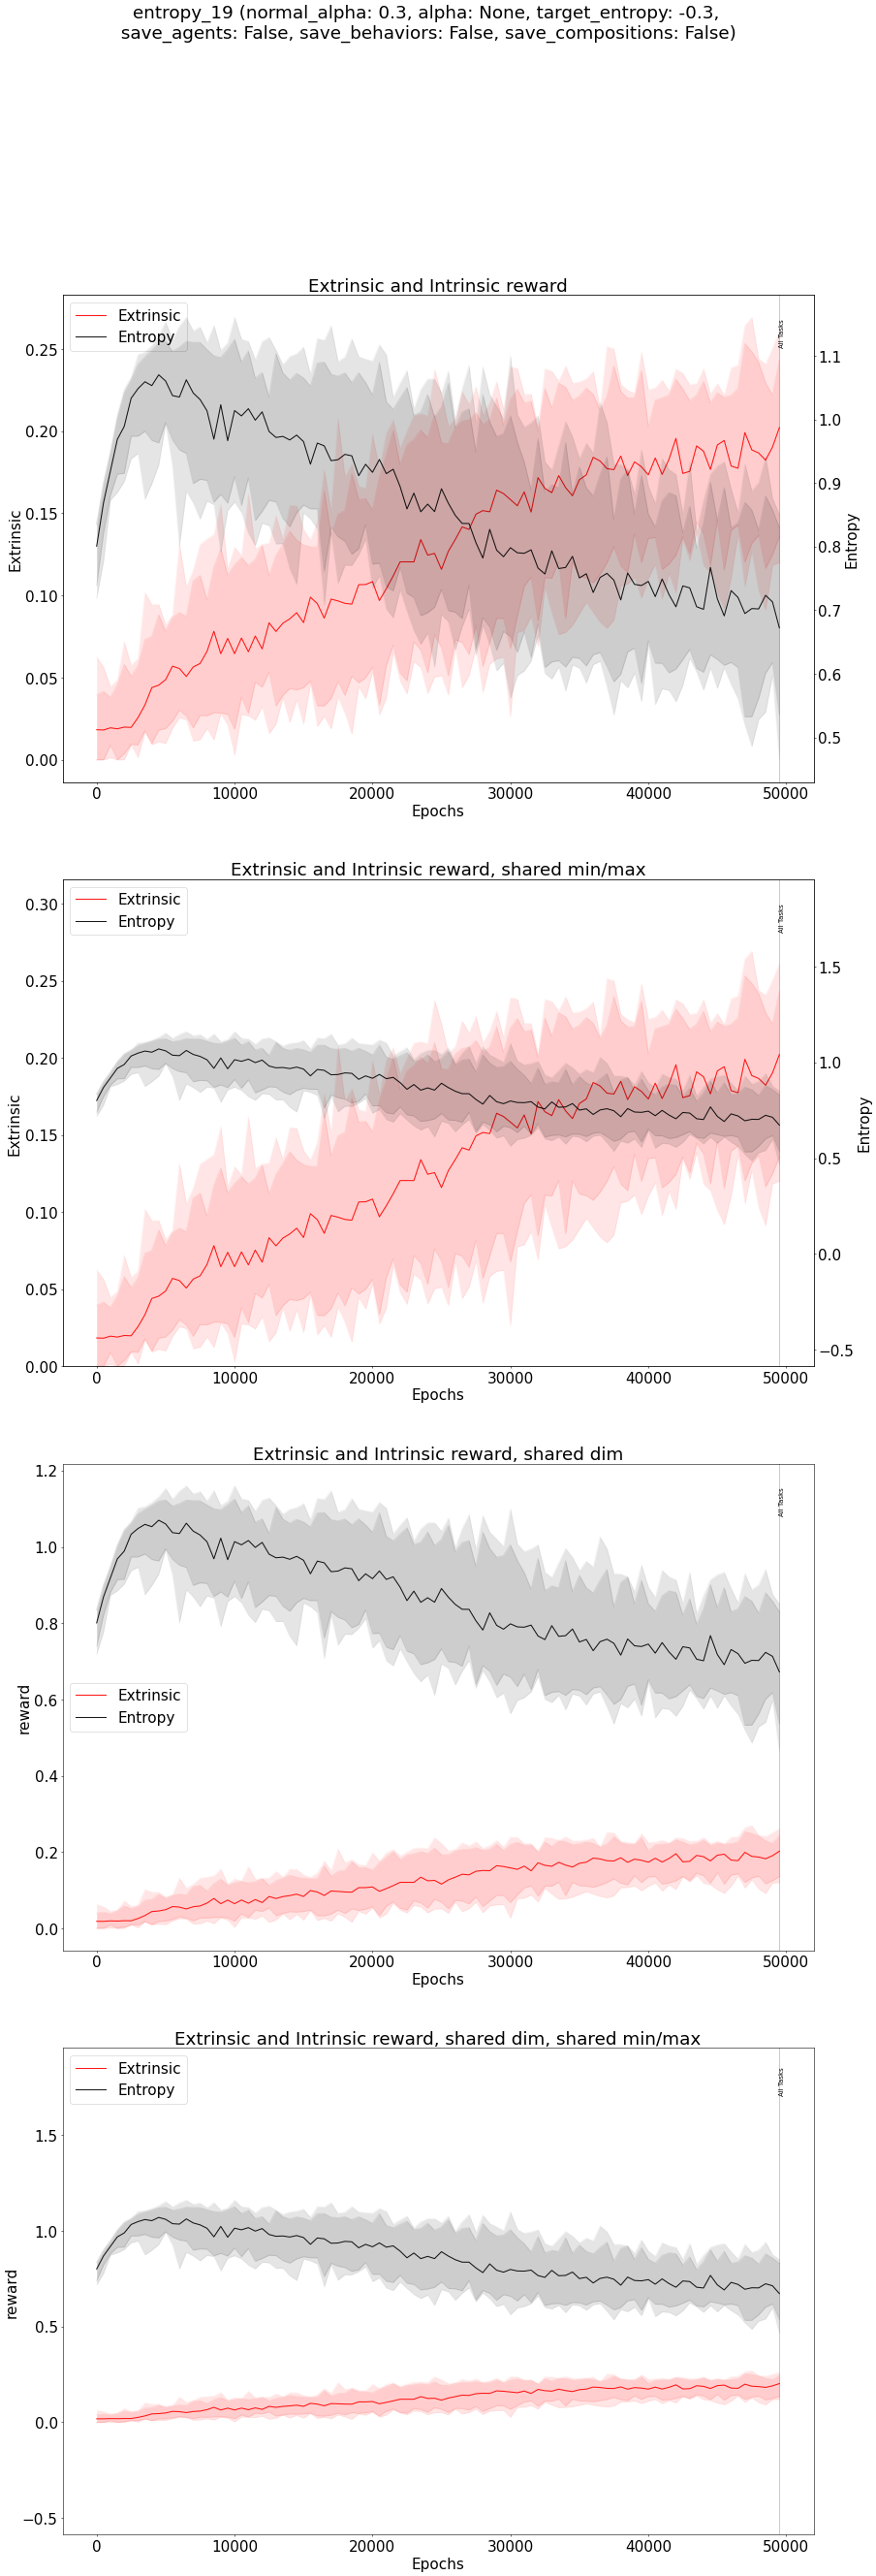 entropy_19 (normal_alpha: 0.3, alpha: None, target_entropy: -0.3,
save_agents: False, save_behaviors: False, save_compositions: False)
Extrinsic and Intrinsic reward
Extrinsic
Entropy
All Tasks
0.25
0.20
0.15
0.10
0.05
0.00
Extrinsic
1.1
1.0
0.9
0.8
0.7
0.6
0.5
Entropy
0 10000 20000 30000 40000 50000
Epochs
Extrinsic and Intrinsic reward, shared min/max
Extrinsic
Entropy
All Tasks
0.30
0.25
0.20
0.15
0.10
0.05
0.00
Extrinsic
1.5
1.0
0.5
0.0
−0.5
Entropy
0 10000 20000 30000 40000 50000
Epochs
Extrinsic and Intrinsic reward, shared dim
All Tasks
1.2
1.0
0.8
0.6
0.4
0.2
0.0
reward
Extrinsic
Entropy
0 10000 20000 30000 40000 50000
Epochs
Extrinsic and Intrinsic reward, shared dim, shared min/max
Extrinsic
Entropy
All Tasks
1.5
1.0
0.5
0.0
−0.5
reward
0 10000 20000 30000 40000 50000
Epochs